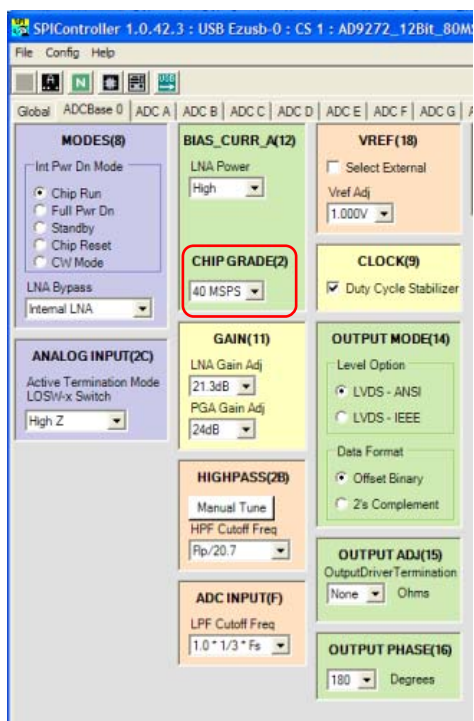 SPIController 1.0.42.3 : USB Ezusb-0 : CS 1 : AD9272_12Bit_80M
File Config Help
Global ADCBase 0 ADC A ADC B ADC C ADC D ADC E ADC F ADC G
MODES(8)
Int Pwr Dn Mode
Chip Run
Full Pwr Dn
Standby
Chip Reset
CW Mode
LNA Bypass
Internal LNA
ANALOG INPUT(2C)
Active Termination Mode
LOSW-x Switch
High Z
BIAS_CURR_A(12)
LNA Power
High
CHIP GRADE(2)
40 MSPS
GAIN(11)
LNA Gain Adj
21.3dB
PGA Gain Adj
24dB
HIGHPASS(2B)
Manual Tune
HPF Cutoff Freq
Rp/20.7
ADC INPUT(F)
LPF Cutoff Freq
1.0 * 1/3 * Fs
VREF(18)
Select External
Vref Adj
1.000V
CLOCK(9)
Duty Cycle Stabilizer
OUTPUT MODE(14)
Level Option
LVDS - ANSI
LVDS - IEEE
Data Format
Offset Binary
2's Complement
OUTPUT ADJ(15)
OutputDriverTermination
None Ohms
OUTPUT PHASE(16)
180 Degrees